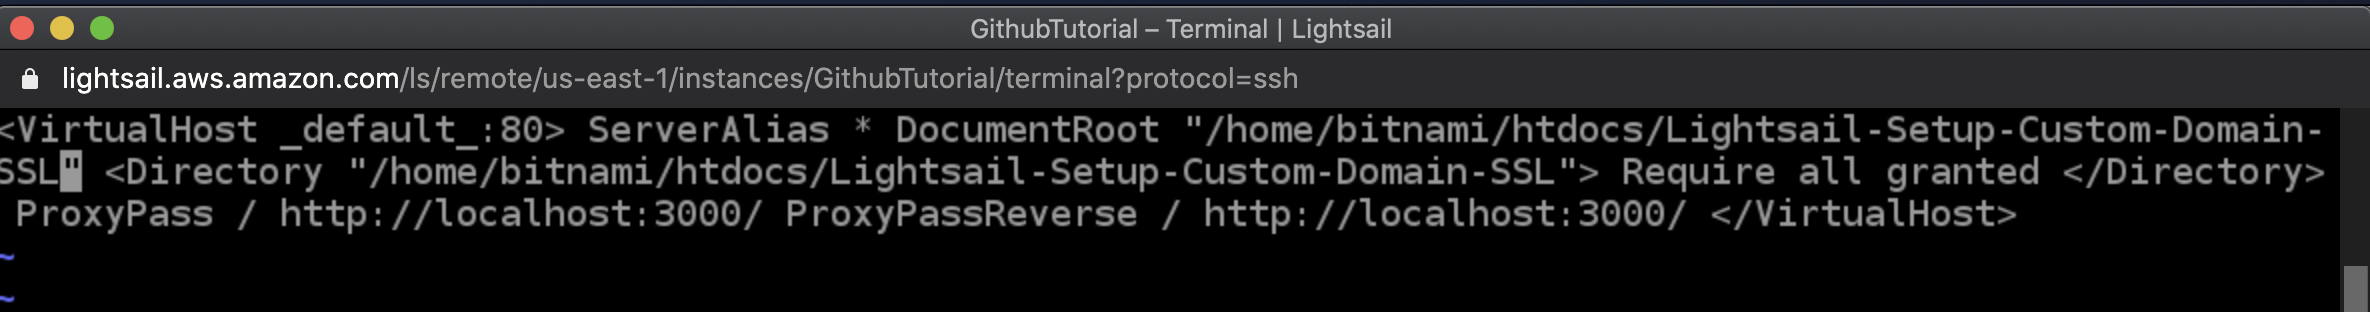 GithubTutorial – Terminal | Lightsail
lightsail.aws.amazon.com/ls/remote/us-east-1/instances/GithubTutorial/terminal?protocol=ssh
<VirtualHost _default_:80> ServerAlias * DocumentRoot "/home/bitnami/htdocs/Lightsail-Setup-Custom-Domain-
SSL" <Directory "/home/bitnami/htdocs/Lightsail-Setup-Custom-Domain-SSL"> Require all granted </Directory>
ProxyPass / http://localhost:3000/ ProxyPassReverse / http://localhost:3000/ </VirtualHost>
~
~